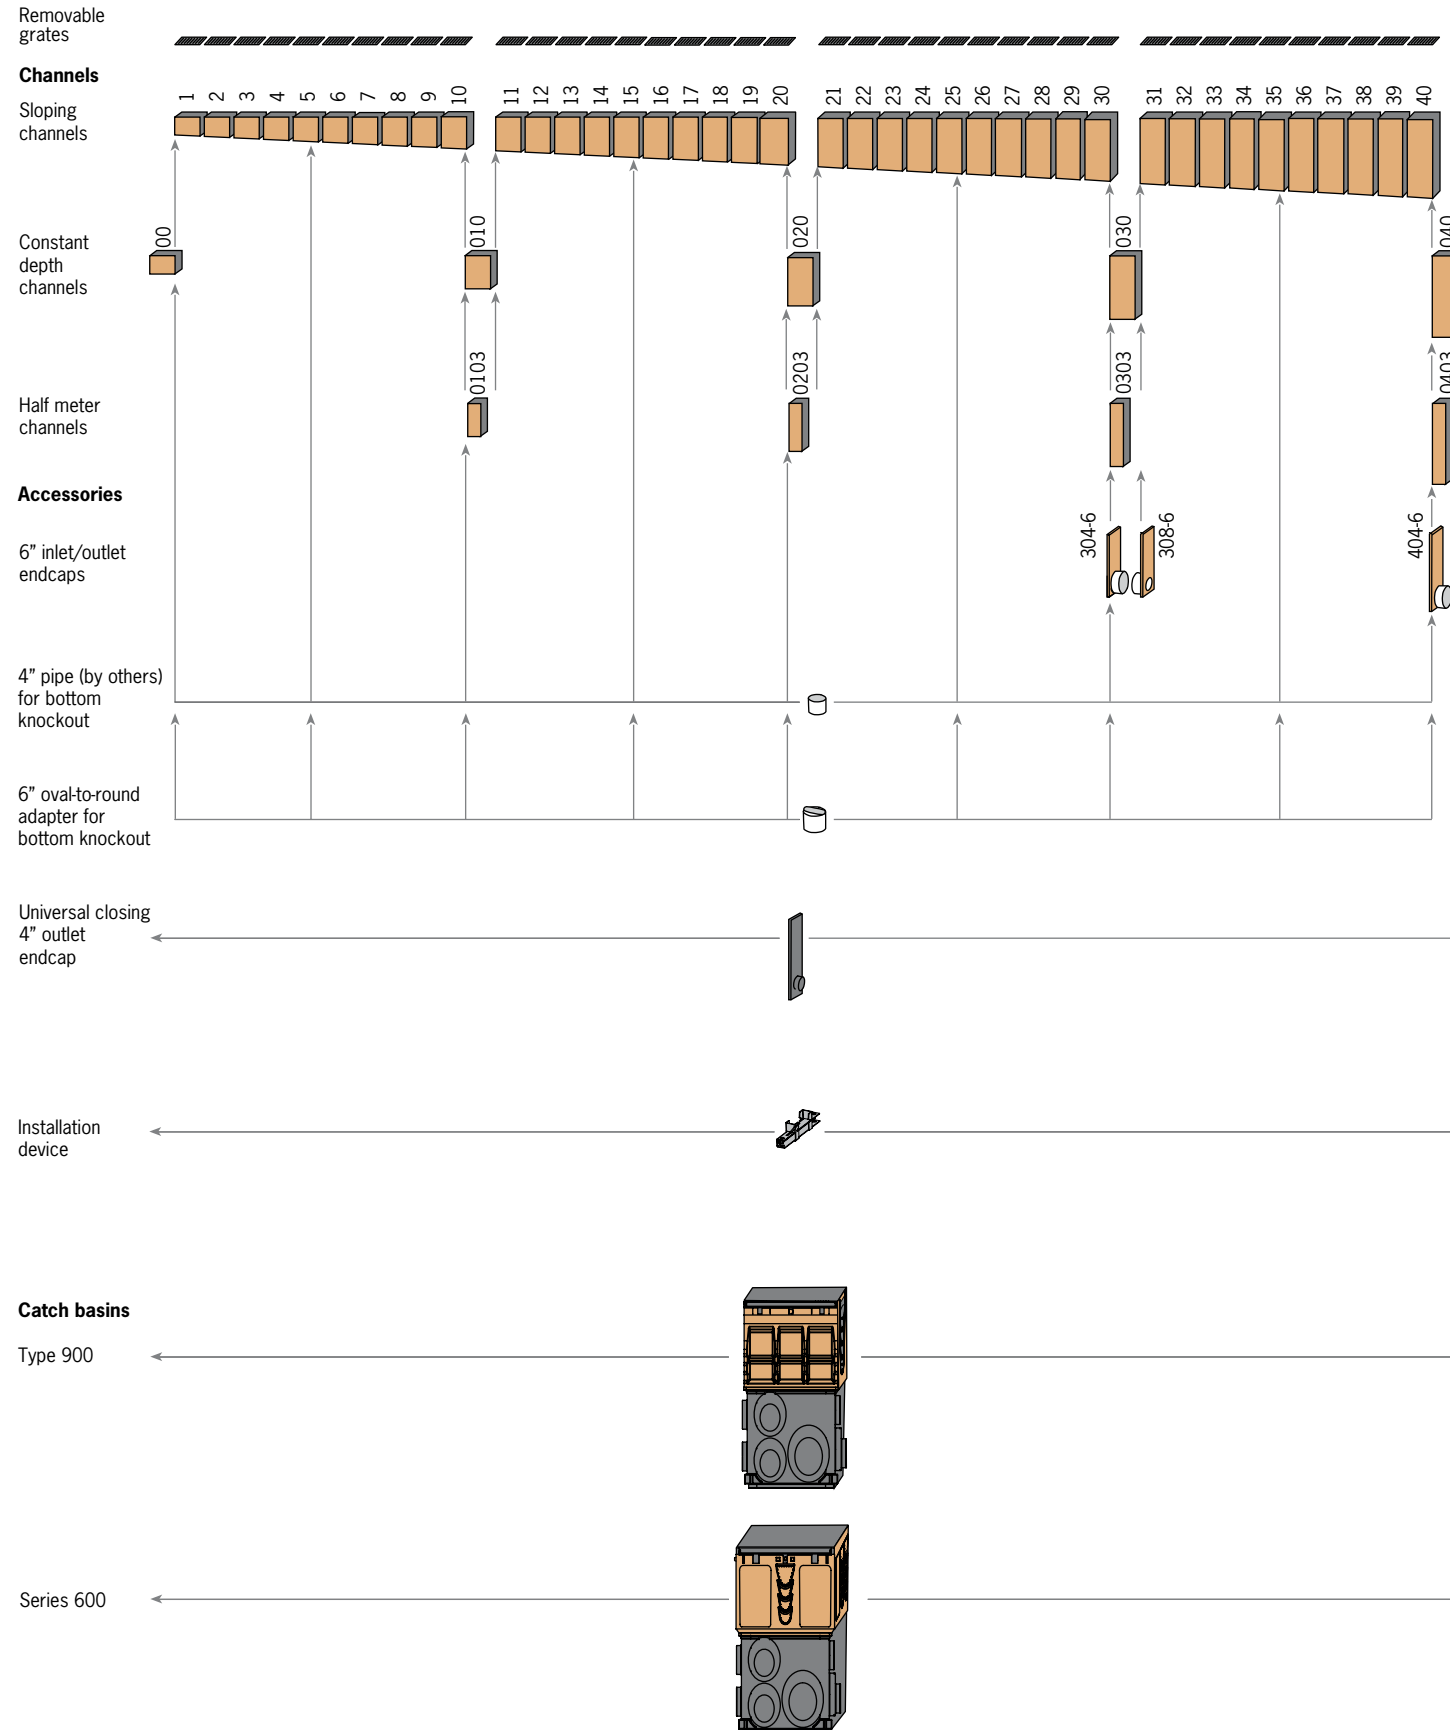 Removable
grates
Channels
Sloping
channels
1 2 3 4 5 6 7 8 9 10 11 12 13 14 15 16 17 18 19 20 21 22 23 24 25 26 27 28 29 30 31 32 33 34 35 36 37 38 39 40
Constant
depth
channels
00 010 020 030 040
Half meter
channels
0103 0203 0303 0403
Accessories
6” inlet/outlet
endcaps
304-6 308-6 404-6
4” pipe (by others)
for bottom
knockout
6” oval-to-round
adapter for
bottom knockout
Universal closing
4” outlet
endcap
Installation
device
Catch basins
Type 900
Series 600